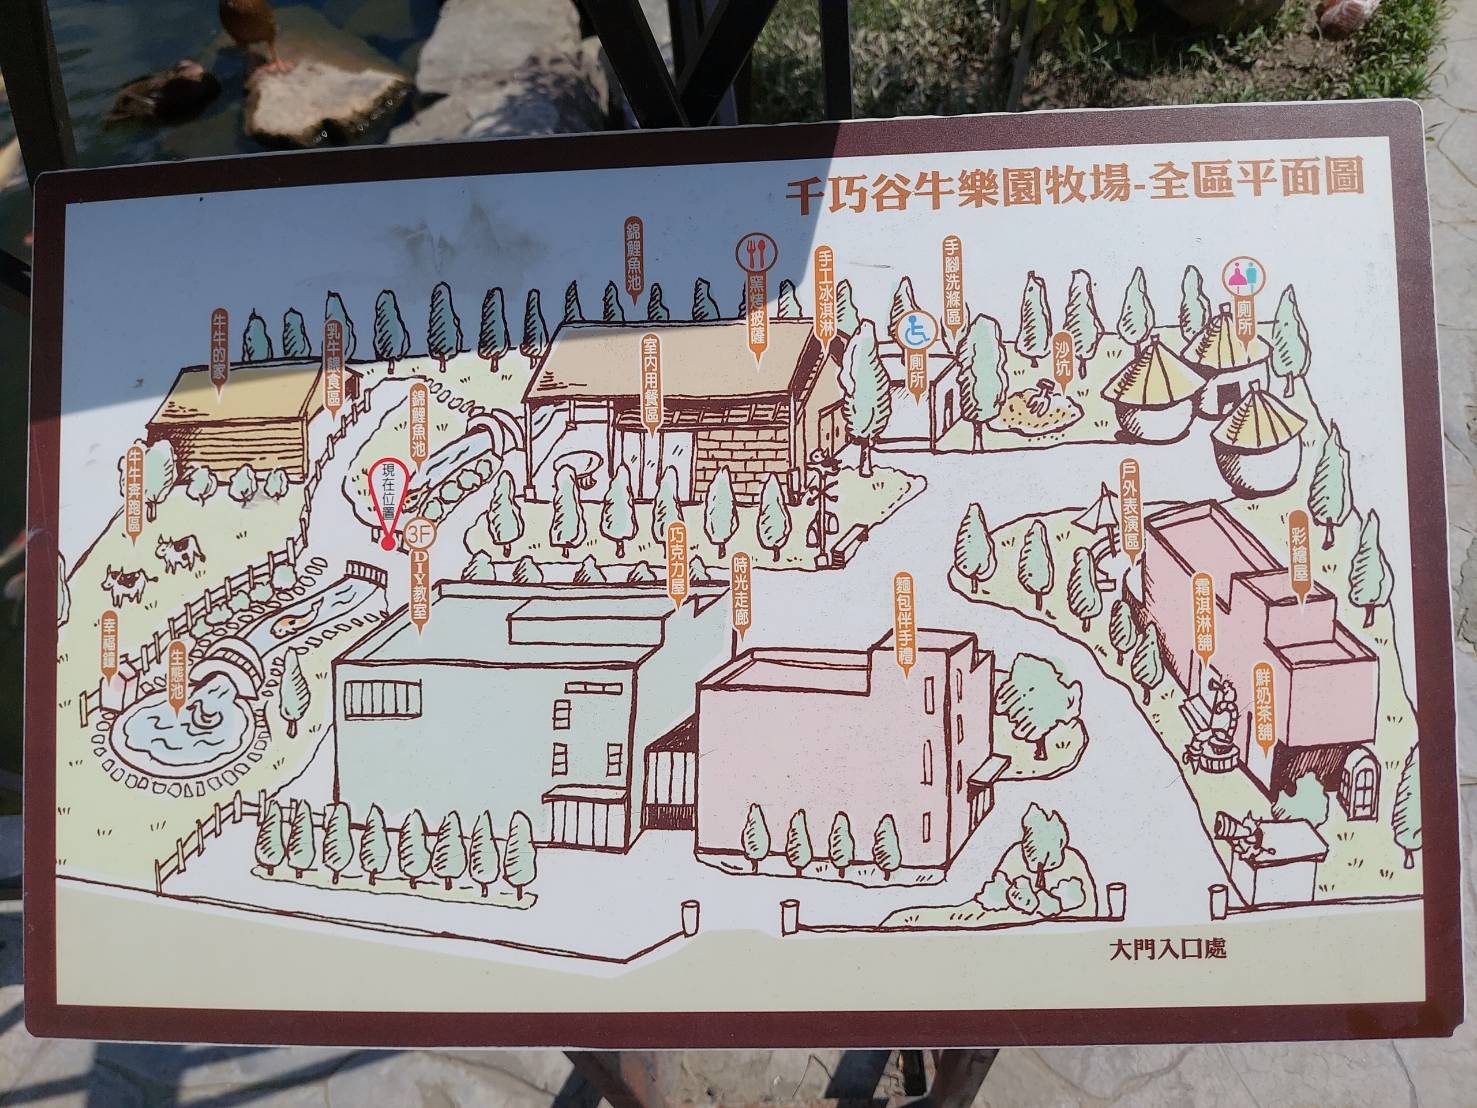 千巧谷牛樂園牧場-全區平面圖
錦鯉魚池
窯烤披薩
手工冰淇淋
手腳洗滌區
廁所
牛牛的家
乳牛餵食區
室內用餐區
廁所
沙坑
錦鯉魚池
牛牛奔跑區
現在位置
3F DIY教室
巧克力屋
時光走廊
麵包伴手禮
戶外表演區
彩繪屋
霜淇淋舖
鮮奶茶舖
幸福鐘
生態池
大門入口處